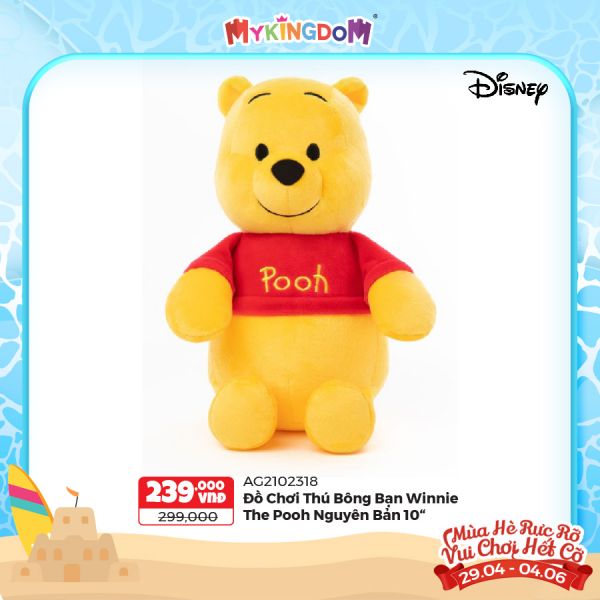 MYKINGDOM®
Disney
Pooh
239.000 VNĐ
299,000
AG2102318
Đồ Chơi Thú Bông Bạn Winnie
The Pooh Nguyên Bản 10“
Mùa Hè Rực Rỡ
Vui Chơi Hết Cỡ
29.04 - 04.06